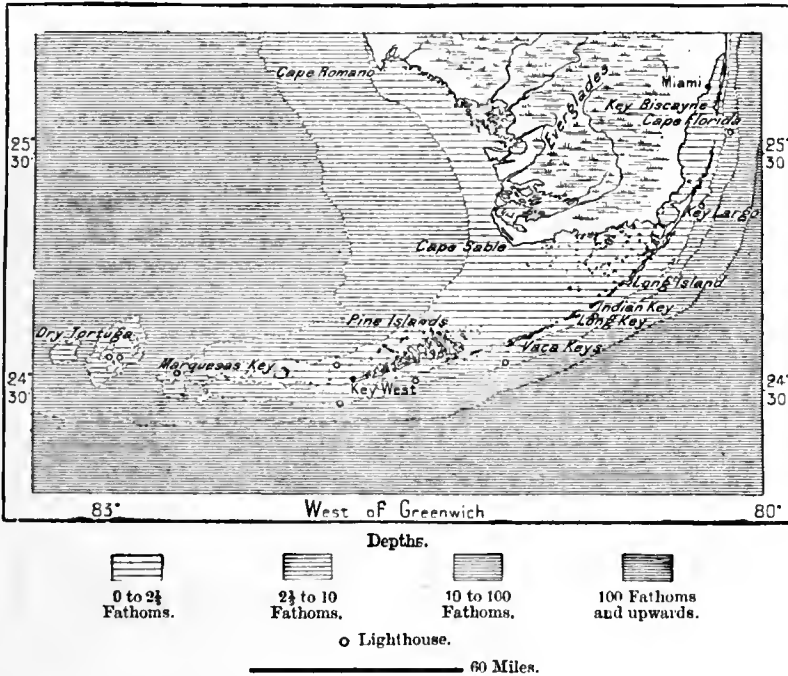 Cape Romano
Everglades
Miami
Key Biscayne
Cape Florida
25° 30′
25° 30′
Key Largo
Cape Sable
Long Island
Indian Key
Pine Islands
Long Key
Dry Tortuga
Vaca Keys
Marquesas Key
Key West
24° 30′
24° 30′
83°
West of Greenwich
80°
Depths.
0 to 2½ Fathoms.
2½ to 10 Fathoms.
10 to 100 Fathoms.
100 Fathoms and upwards.
o Lighthouse.
60 Miles.